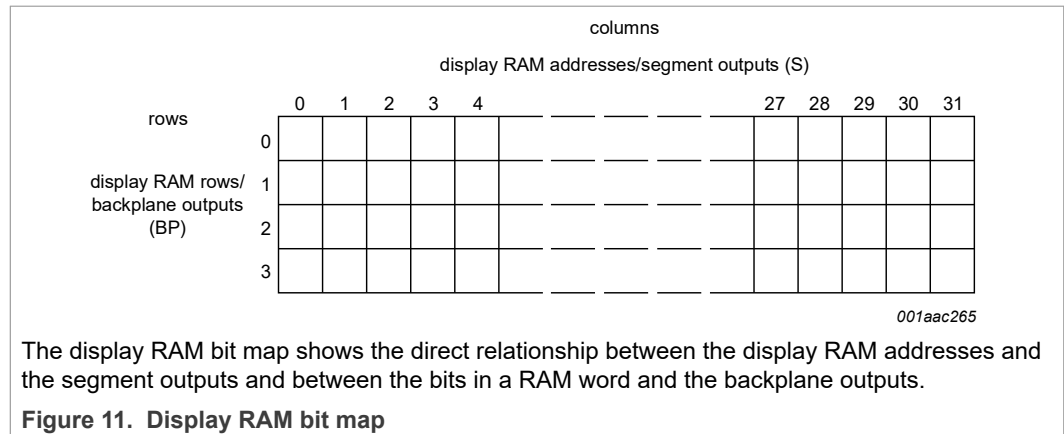 columns
display RAM addresses/segment outputs (S)
0 1 2 3 4 27 28 29 30 31
rows
0
display RAM rows/
backplane outputs
(BP)
1
2
3
001aac265
The display RAM bit map shows the direct relationship between the display RAM addresses and
the segment outputs and between the bits in a RAM word and the backplane outputs.
Figure 11. Display RAM bit map